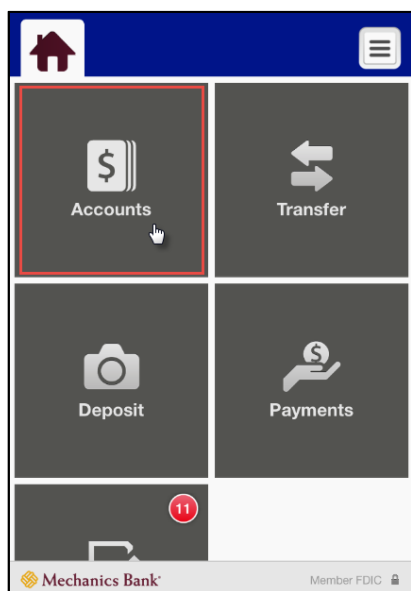 Accounts
Transfer
Deposit
Payments
11
Mechanics Bank
Member FDIC